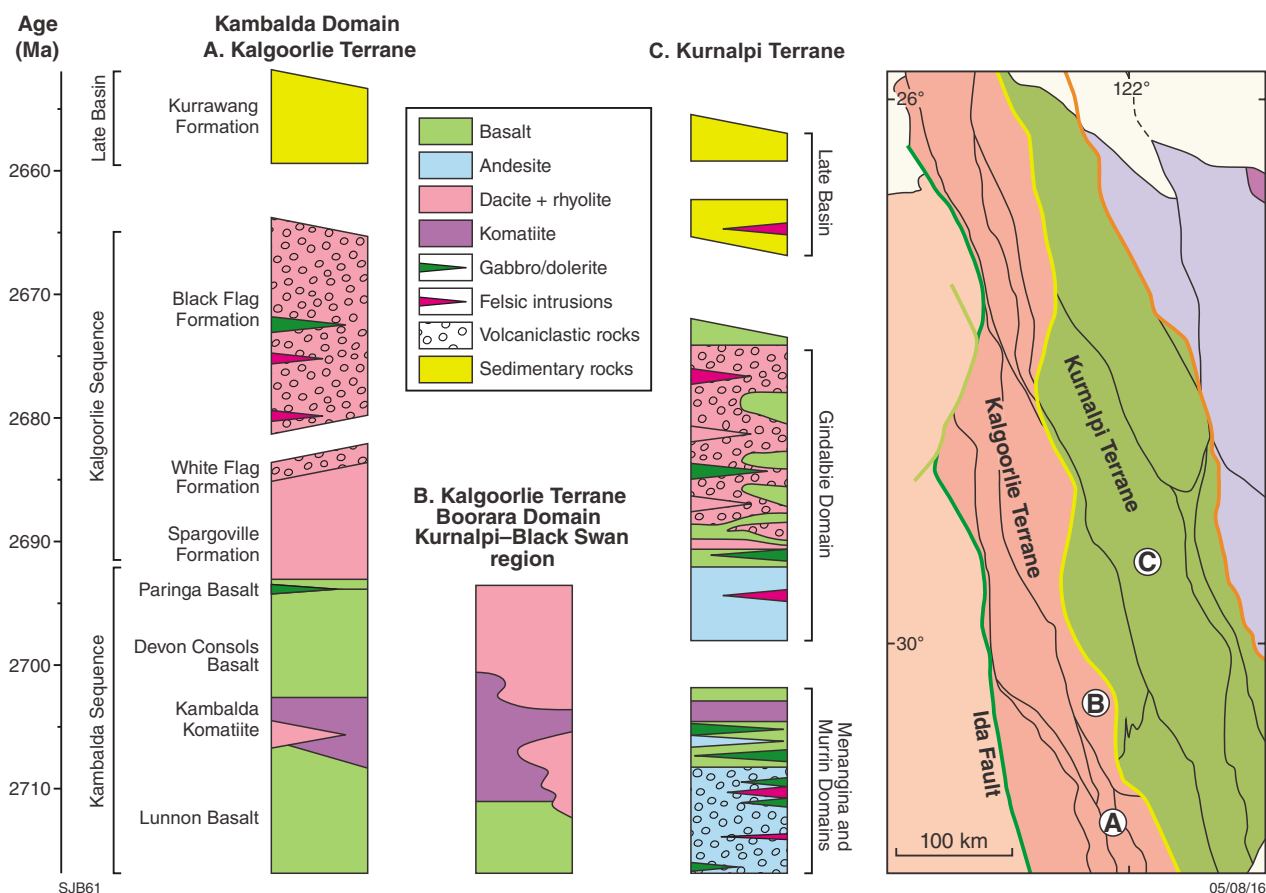 Age
(Ma)
Kambalda Domain
A. Kalgoorlie Terrane
C. Kurnalpi Terrane
2660
2670
2680
2690
2700
2710
Late Basin
Kalgoorlie Sequence
Kambalda Sequence
Kurrawang
Formation
Black Flag
Formation
White Flag
Formation
Spargoville
Formation
Paringa Basalt
Devon Consols
Basalt
Kambalda
Komatiite
Lunnon Basalt
Basalt
Andesite
Dacite + rhyolite
Komatiite
Gabbro/dolerite
Felsic intrusions
Volcaniclastic rocks
Sedimentary rocks
B. Kalgoorlie Terrane
Boorara Domain
Kurnalpi–Black Swan
region
Late Basin
Gindalbie Domain
Menangina and
Murrin Domains
26°
122°
30°
Kalgoorlie Terrane
Kurnalpi Terrane
Ida Fault
C
B
A
100 km
SJB61
05/08/16